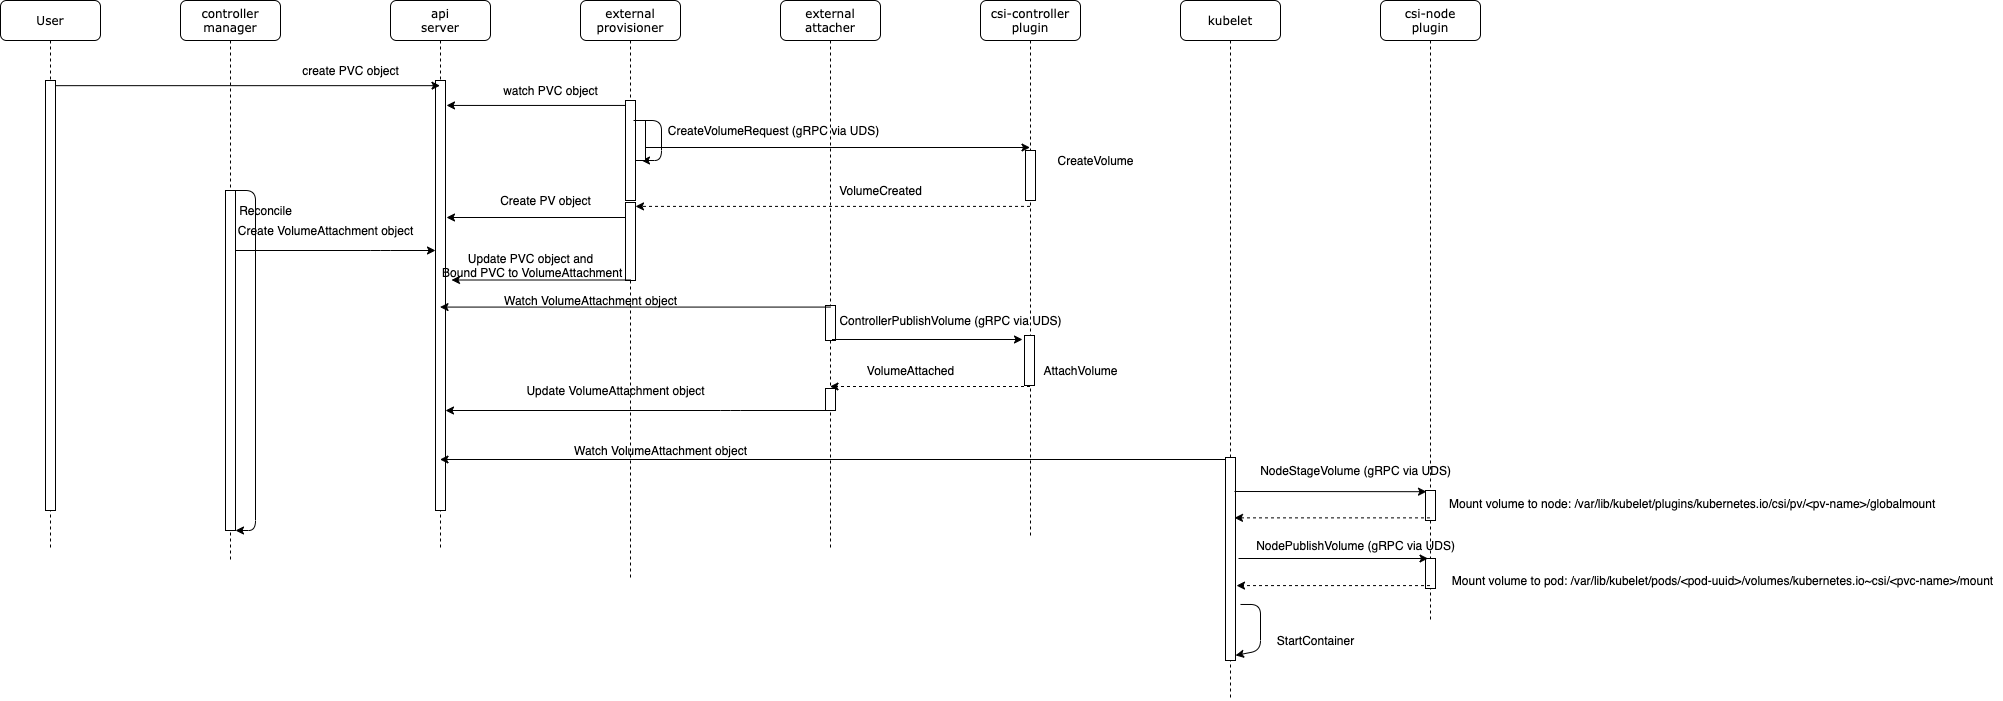 User
controller
manager
api
server
external
provisioner
external
attacher
csi-controller
plugin
kubelet
csi-node
plugin
create PVC object
watch PVC object
CreateVolumeRequest (gRPC via UDS)
CreateVolume
VolumeCreated
Create PV object
Reconcile
Create VolumeAttachment object
Update PVC object and
Bound PVC to VolumeAttachment
Watch VolumeAttachment object
ControllerPublishVolume (gRPC via UDS)
VolumeAttached
AttachVolume
Update VolumeAttachment object
Watch VolumeAttachment object
NodeStageVolume (gRPC via UDS)
Mount volume to node: /var/lib/kubelet/plugins/kubernetes.io/csi/pv/<pv-name>/globalmount
NodePublishVolume (gRPC via UDS)
Mount volume to pod: /var/lib/kubelet/pods/<pod-uuid>/volumes/kubernetes.io~csi/<pvc-name>/mount
StartContainer